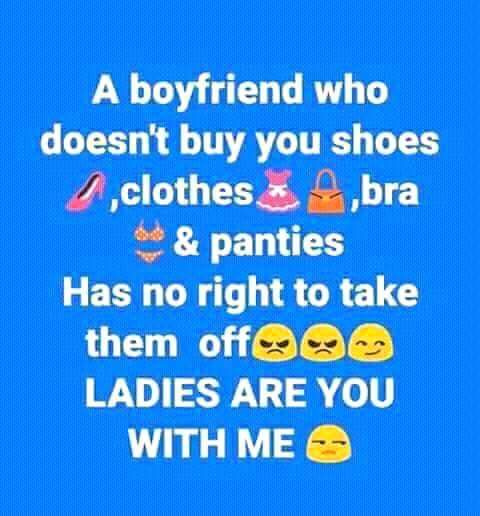 A boyfriend who
doesn't buy you shoes
👠,clothes👗👜,bra
👙& panties
Has no right to take
them off😠😠😏
LADIES ARE YOU
WITH ME 😒